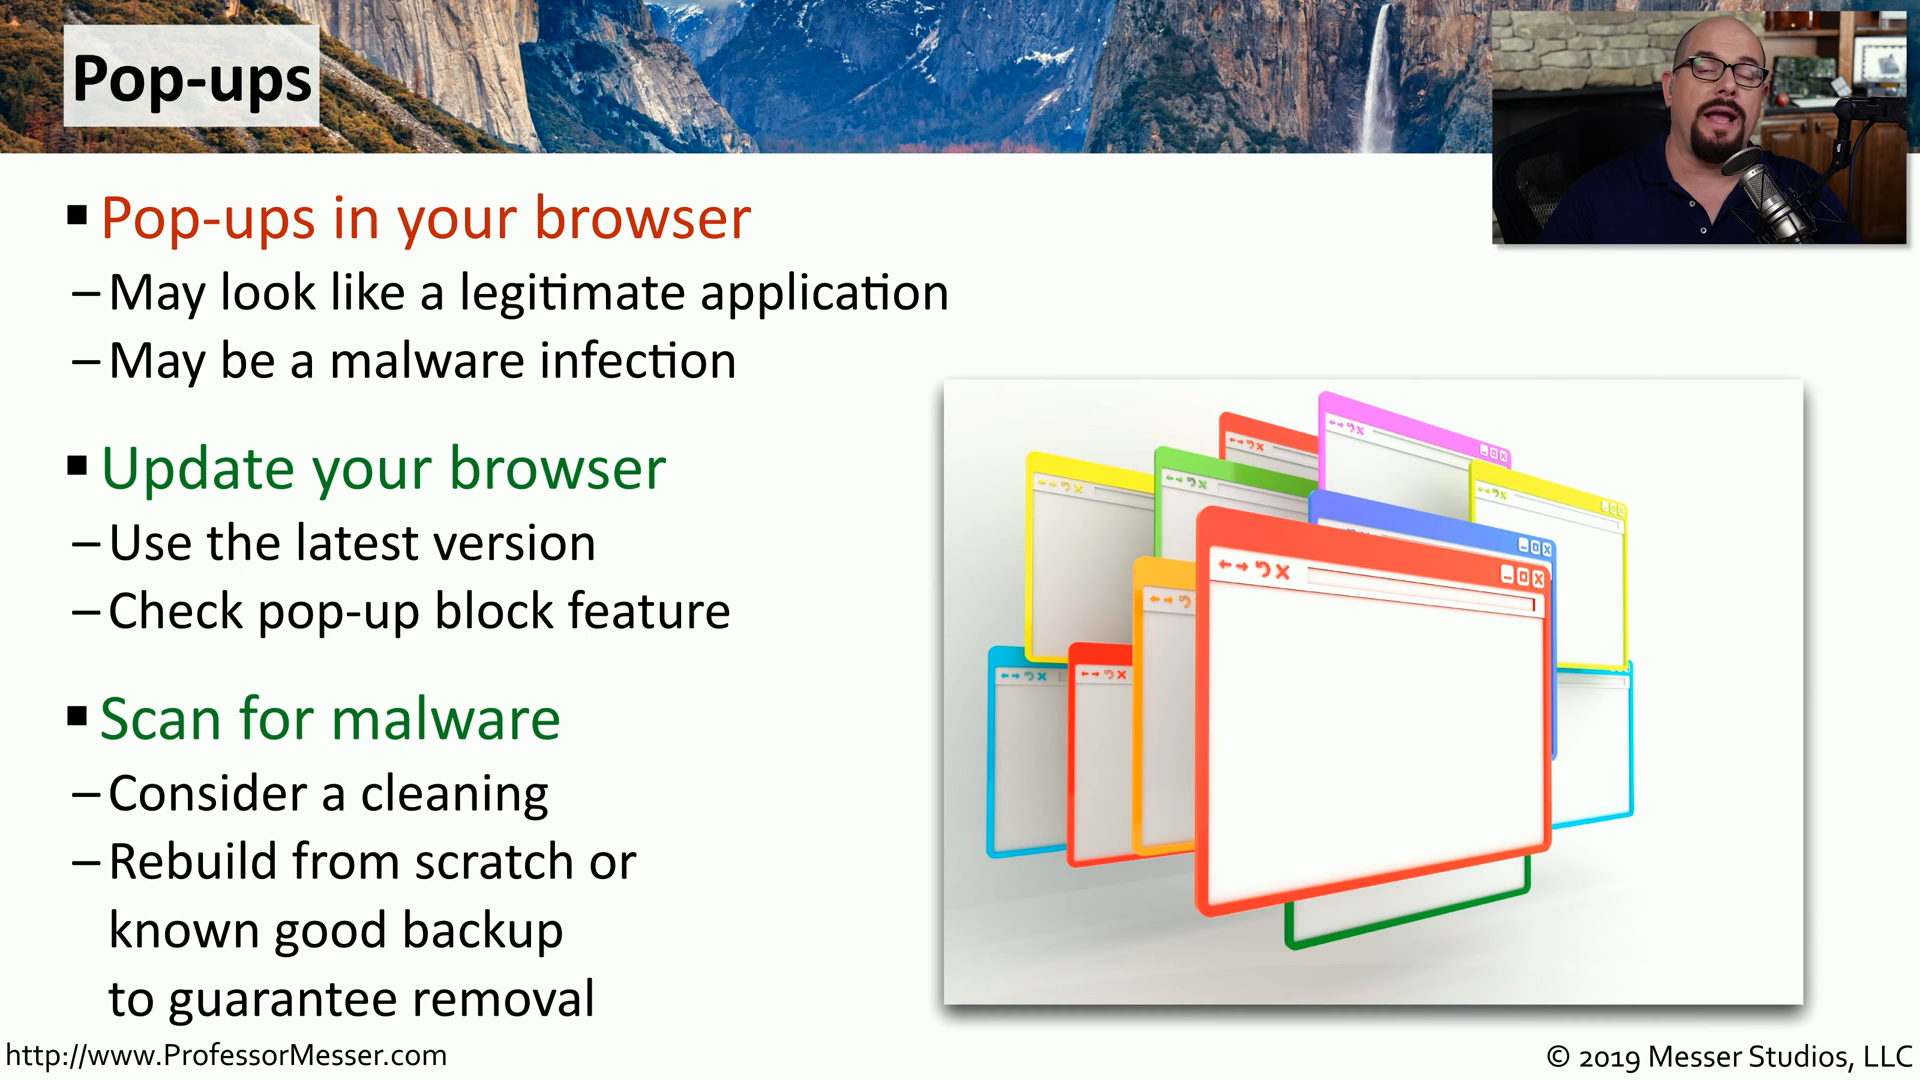 Pop-ups
▪ Pop-ups in your browser
– May look like a legitimate application
– May be a malware infection
▪ Update your browser
– Use the latest version
– Check pop-up block feature
▪ Scan for malware
– Consider a cleaning
– Rebuild from scratch or
known good backup
to guarantee removal
http://www.ProfessorMesser.com
© 2019 Messer Studios, LLC